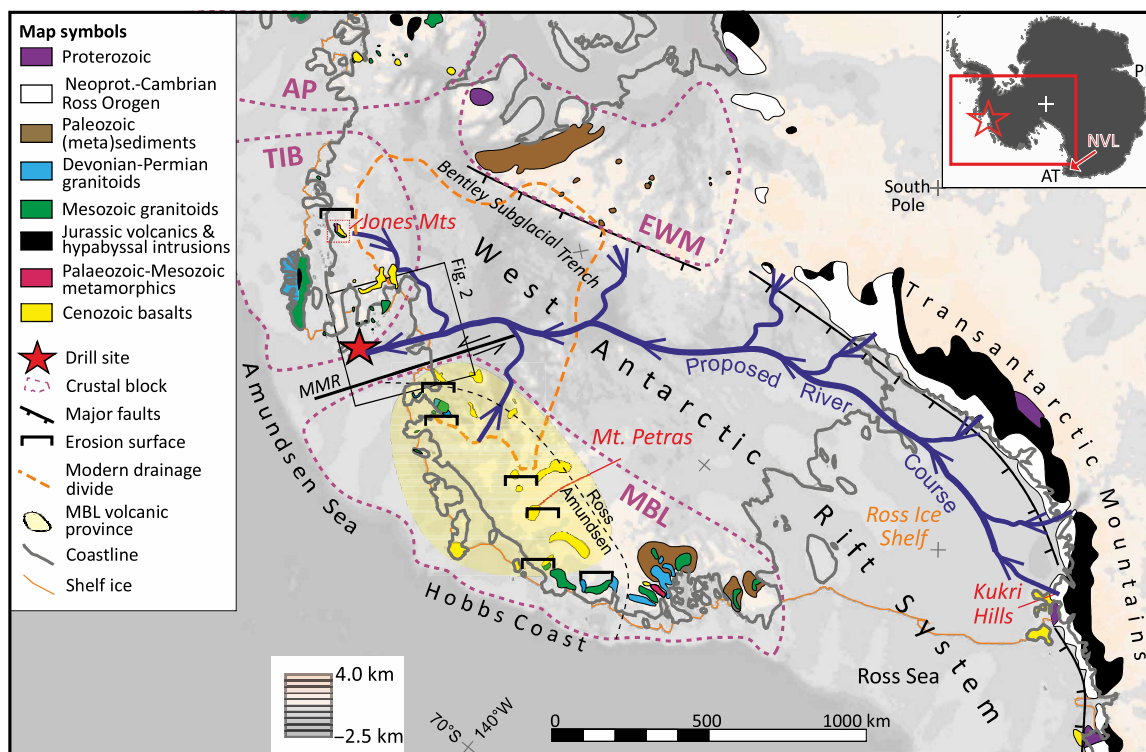 Map symbols
Proterozoic
Neoprot.-Cambrian
Ross Orogen
Paleozoic
(meta)sediments
Devonian-Permian
granitoids
Mesozoic granitoids
Jurassic volcanics &
hypabyssal intrusions
Palaeozoic-Mesozoic
metamorphics
Cenozoic basalts
Drill site
Crustal block
Major faults
Erosion surface
Modern drainage
divide
MBL volcanic
province
Coastline
Shelf ice
AP
TIB
Jones Mts
Fig. 2
Bentley Subglacial Trench
EWM
South
Pole
P
NVL
AT
West
Antarctic
Rift
System
Transantarctic
Mountains
Proposed
River
Course
MMR
Amundsen Sea
Mt. Petras
MBL
Ross
Amundsen
Hobbs Coast
Ross Ice
Shelf
Kukri
Hills
Ross Sea
4.0 km
–2.5 km
70°S
140°W
0
500
1000 km